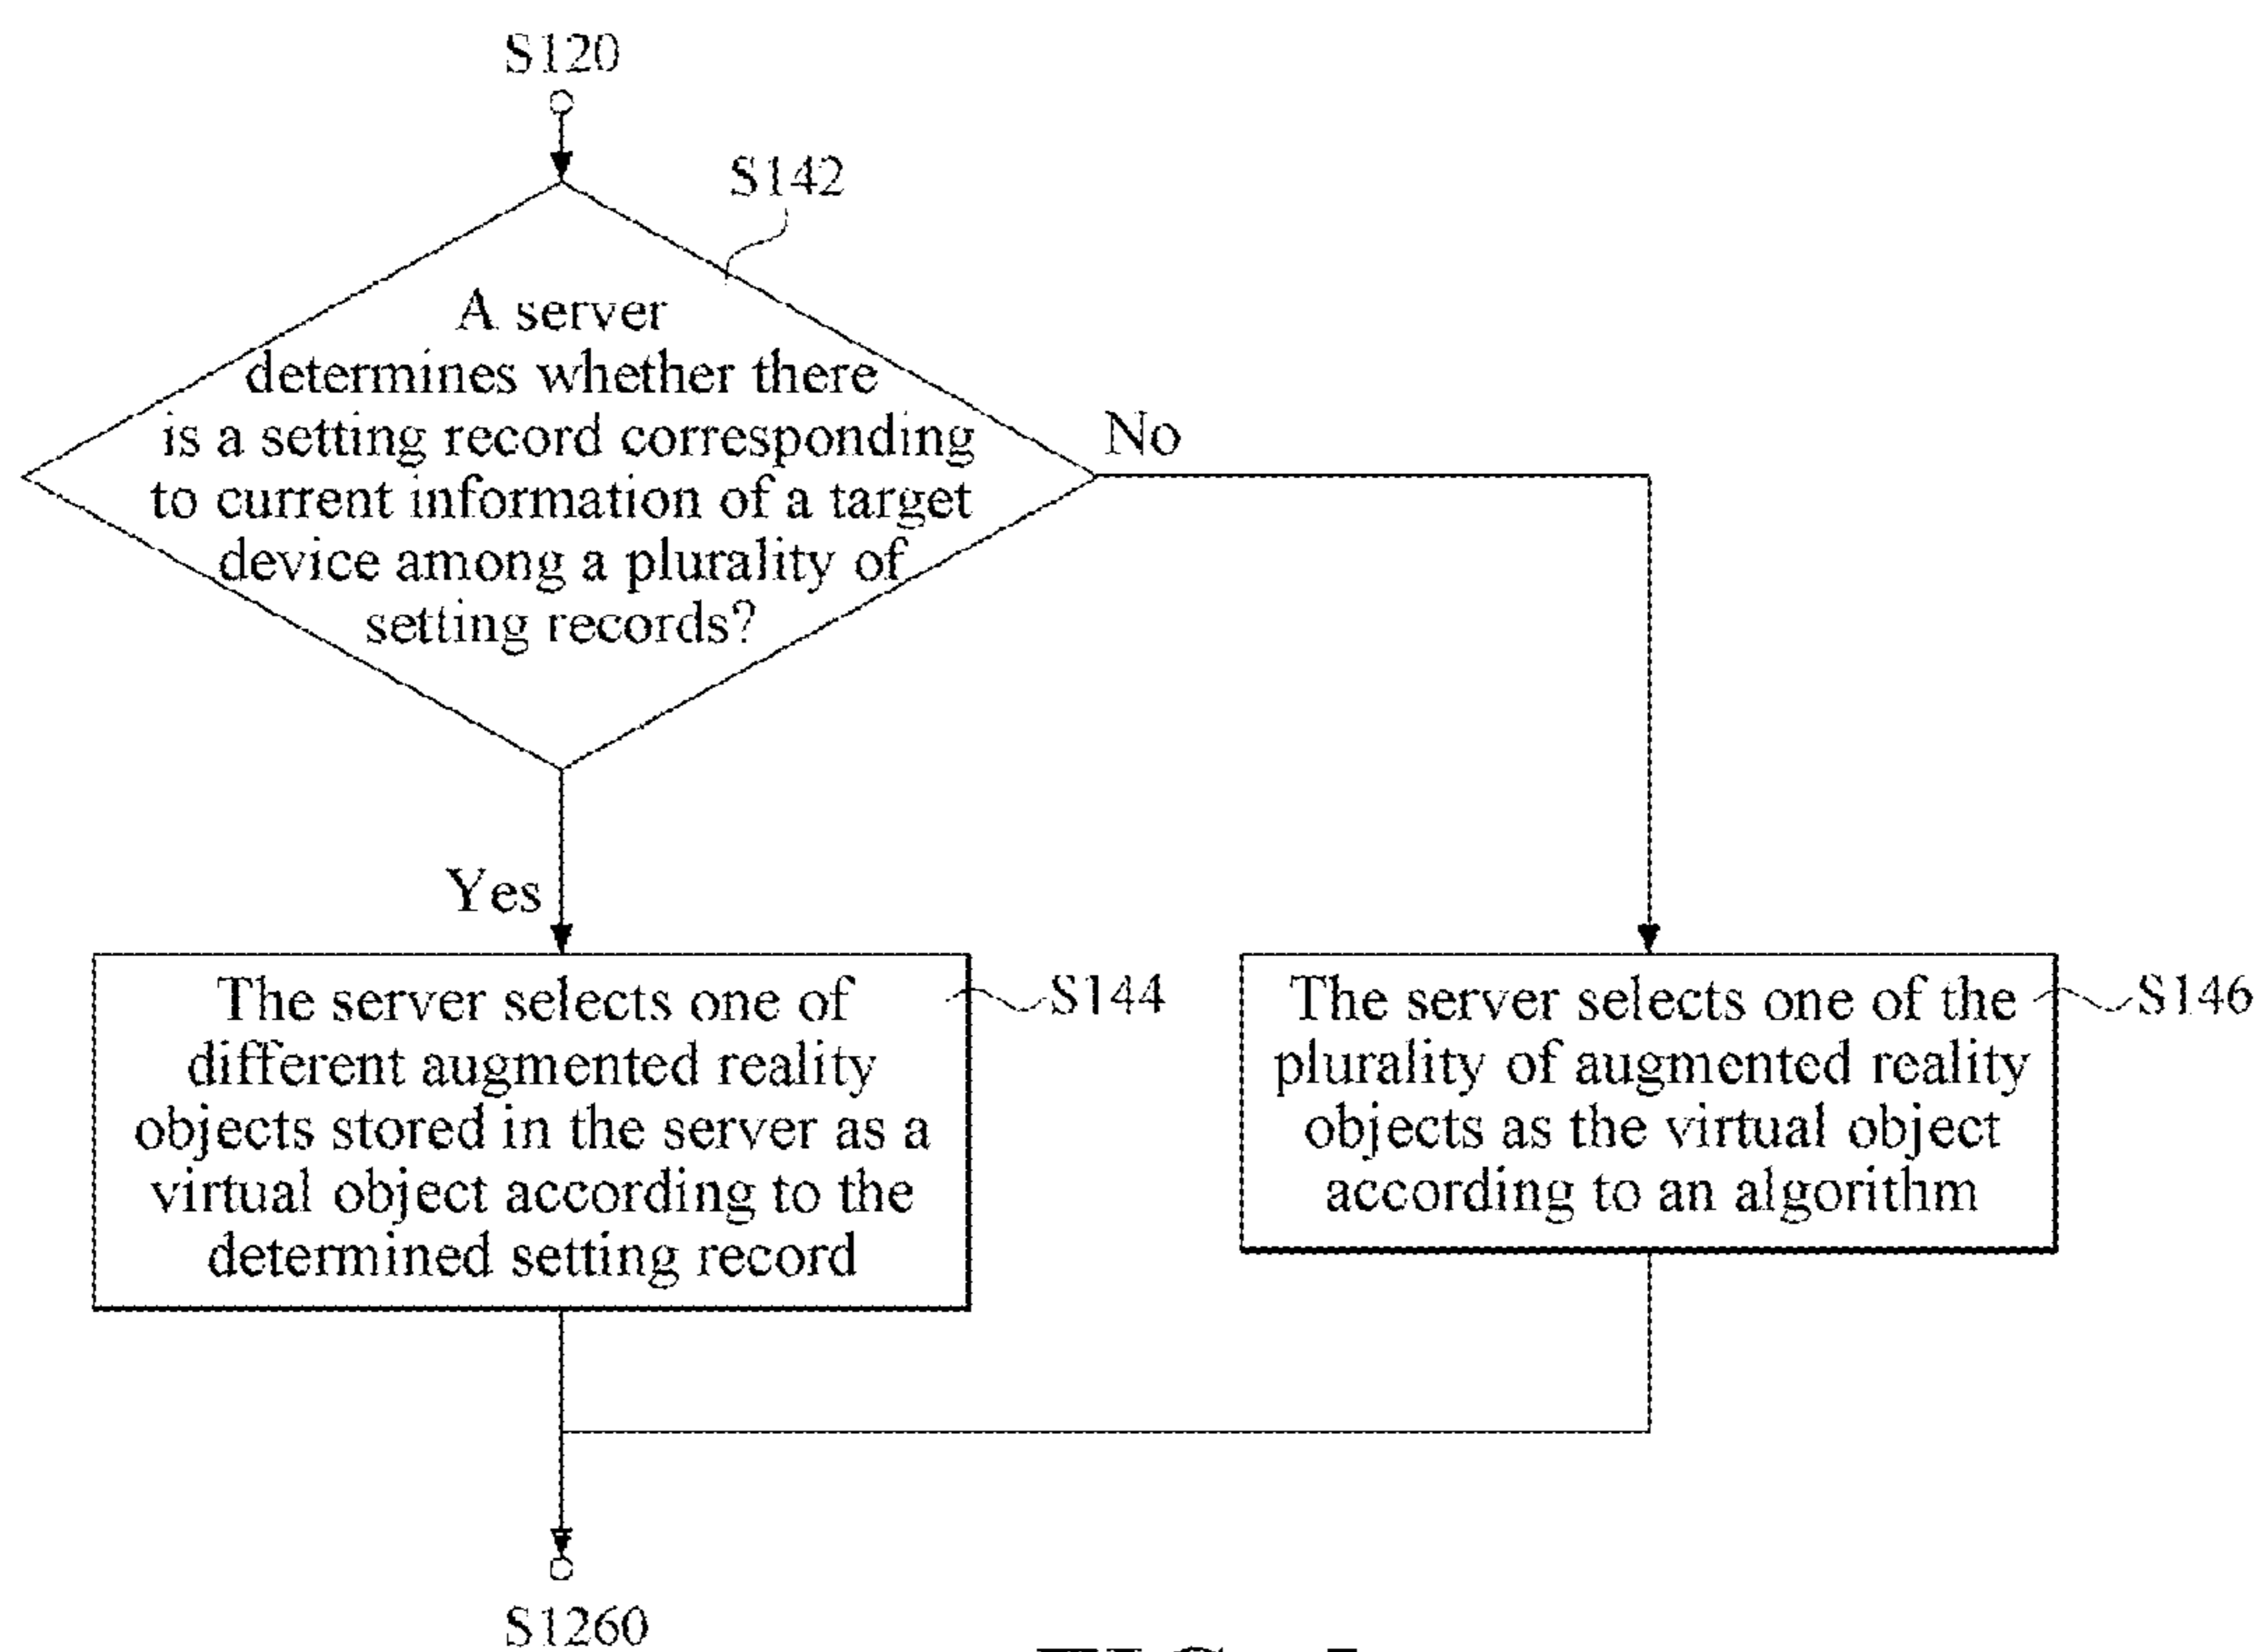 S120
S142
A server
determines whether there
is a setting record corresponding
to current information of a target
device among a plurality of
setting records?
No
Yes
The server selects one of
different augmented reality
objects stored in the server as a
virtual object according to the
determined setting record
S144
The server selects one of the
plurality of augmented reality
objects as the virtual object
according to an algorithm
S146
S1260